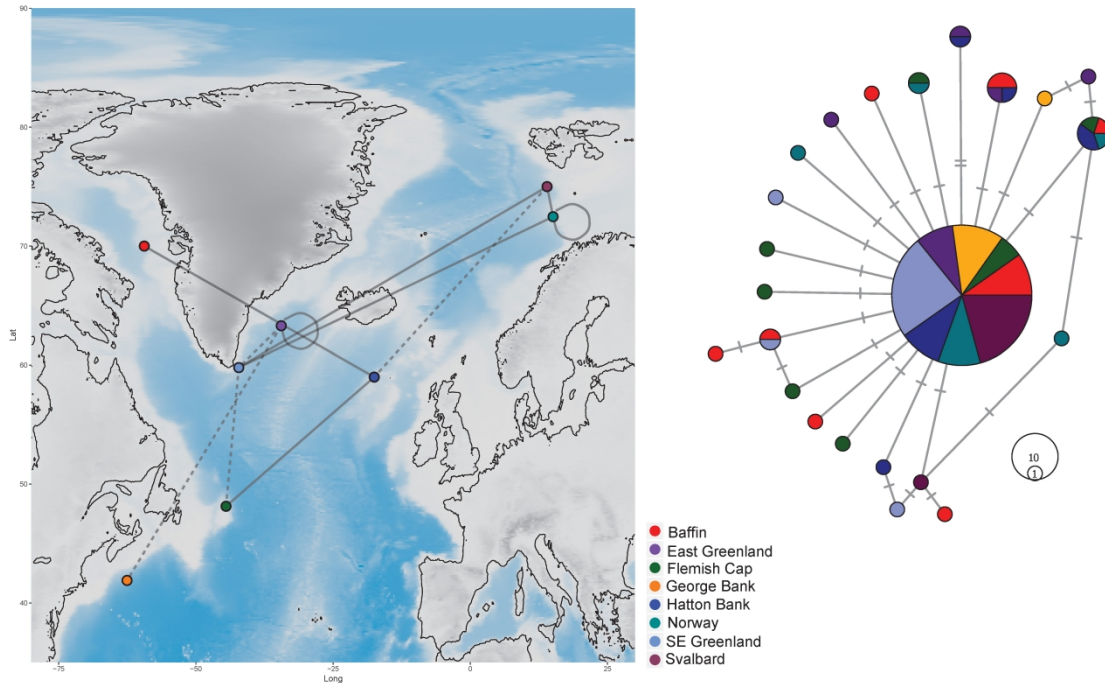 90
80
70
60
50
40
Lat
-75
-50
-25
0
25
Long
10
1
Baffin
East Greenland
Flemish Cap
George Bank
Hatton Bank
Norway
SE Greenland
Svalbard